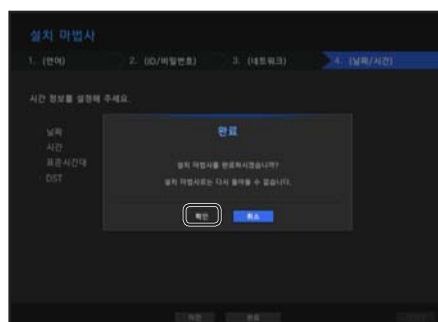 설치 마법사
1. (언어) 2. (ID/비밀번호) 3. (네트워크) 4. (날짜/시간)
시간 정보를 설정해 주세요.
날짜
시간
표준시간대
DST
완료
설치 마법사를 완료하시겠습니까?
설치 마법사로는 다시 돌아올 수 없습니다.
확인 취소
이전 완료